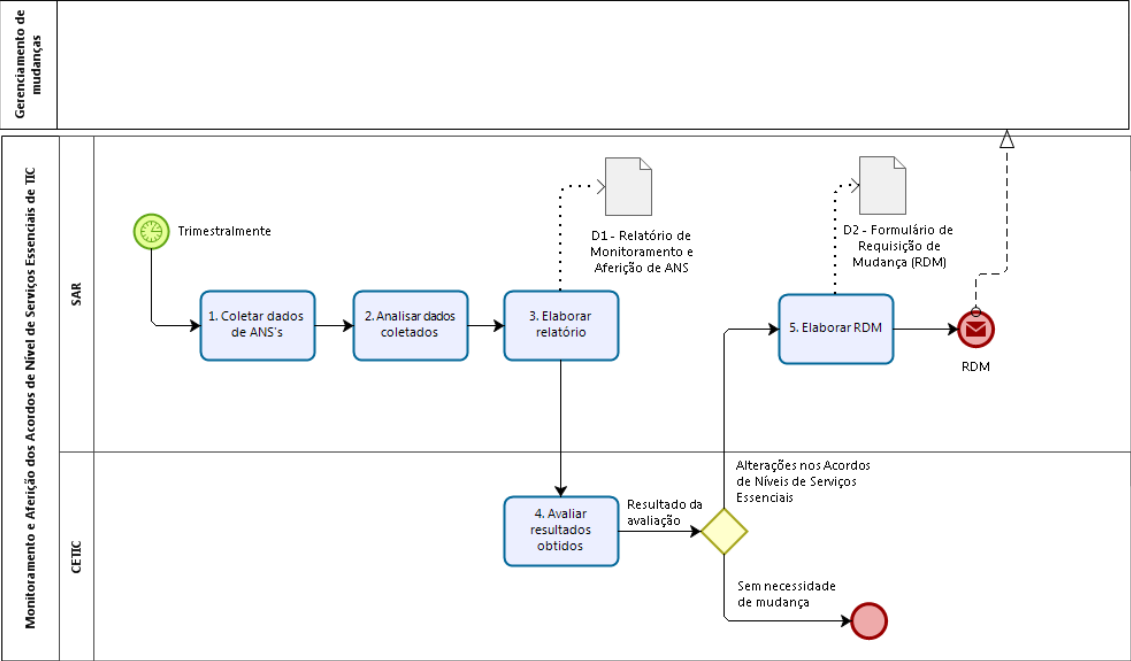 Gerenciamento de
mudanças
Monitoramento e Aferição dos Acordos de Nível de Serviços Essenciais de TIC
SAR
Trimestralmente
1. Coletar dados
de ANS's
2. Analisar dados
coletados
3. Elaborar
relatório
D1 - Relatório de
Monitoramento e
Aferição de ANS
D2 - Formulário de
Requisição de
Mudança (RDM)
5. Elaborar RDM
RDM
CETIC
4. Avaliar
resultados
obtidos
Resultado da
avaliação
Alterações nos Acordos
de Níveis de Serviços
Essenciais
Sem necessidade
de mudança